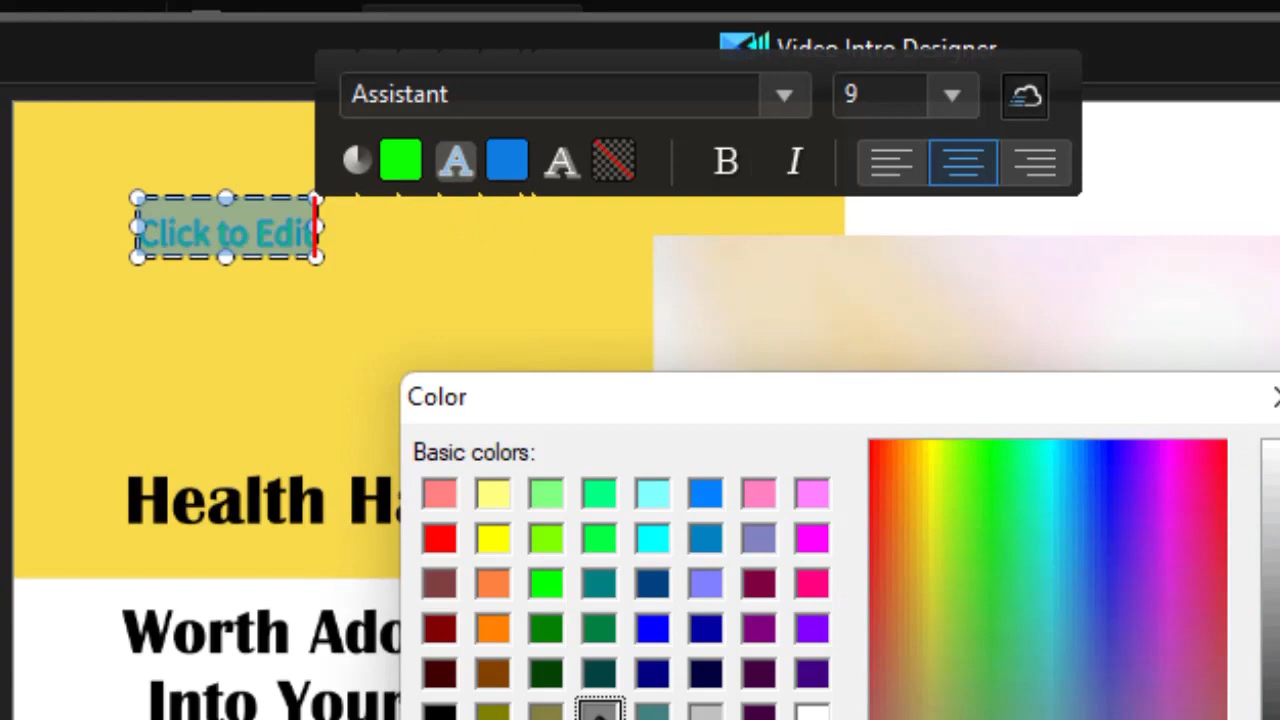 Video Intro Designer
Assistant
9
A
A
B I
Click to Edit
Color
Basic colors:
Health Ha
Worth Ado
Into Your